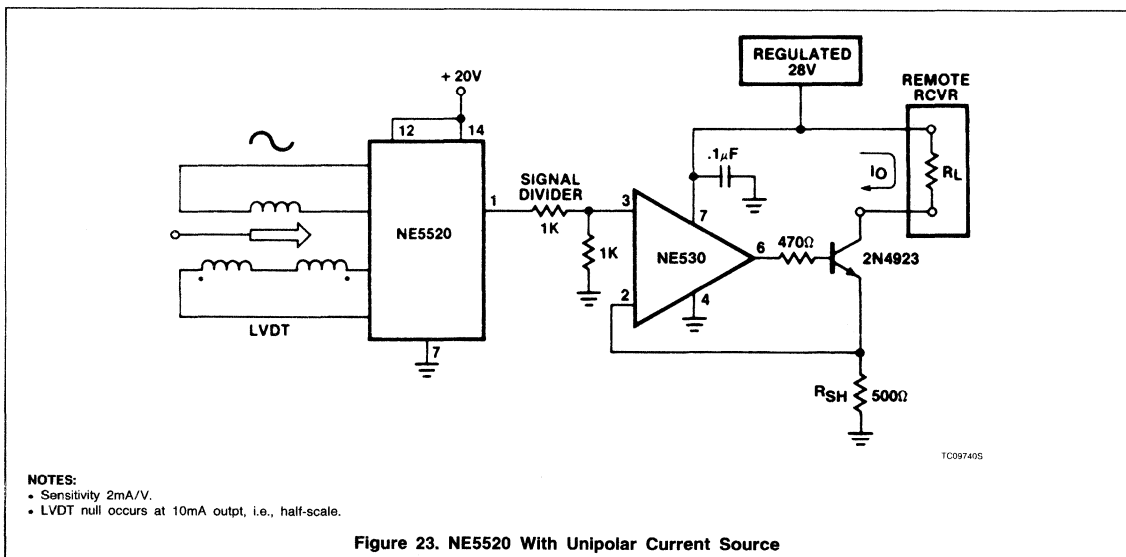 REGULATED
28V
REMOTE
RCVR
+ 20V
12
14
.1μF
IO
RL
SIGNAL
DIVIDER
1
3
7
1K
NE5520
1K
NE530
6
470Ω
2N4923
2
4
LVDT
7
RSH
500Ω
TC09740S
NOTES:
• Sensitivity 2mA/V.
• LVDT null occurs at 10mA outpt, i.e., half-scale.
Figure 23. NE5520 With Unipolar Current Source